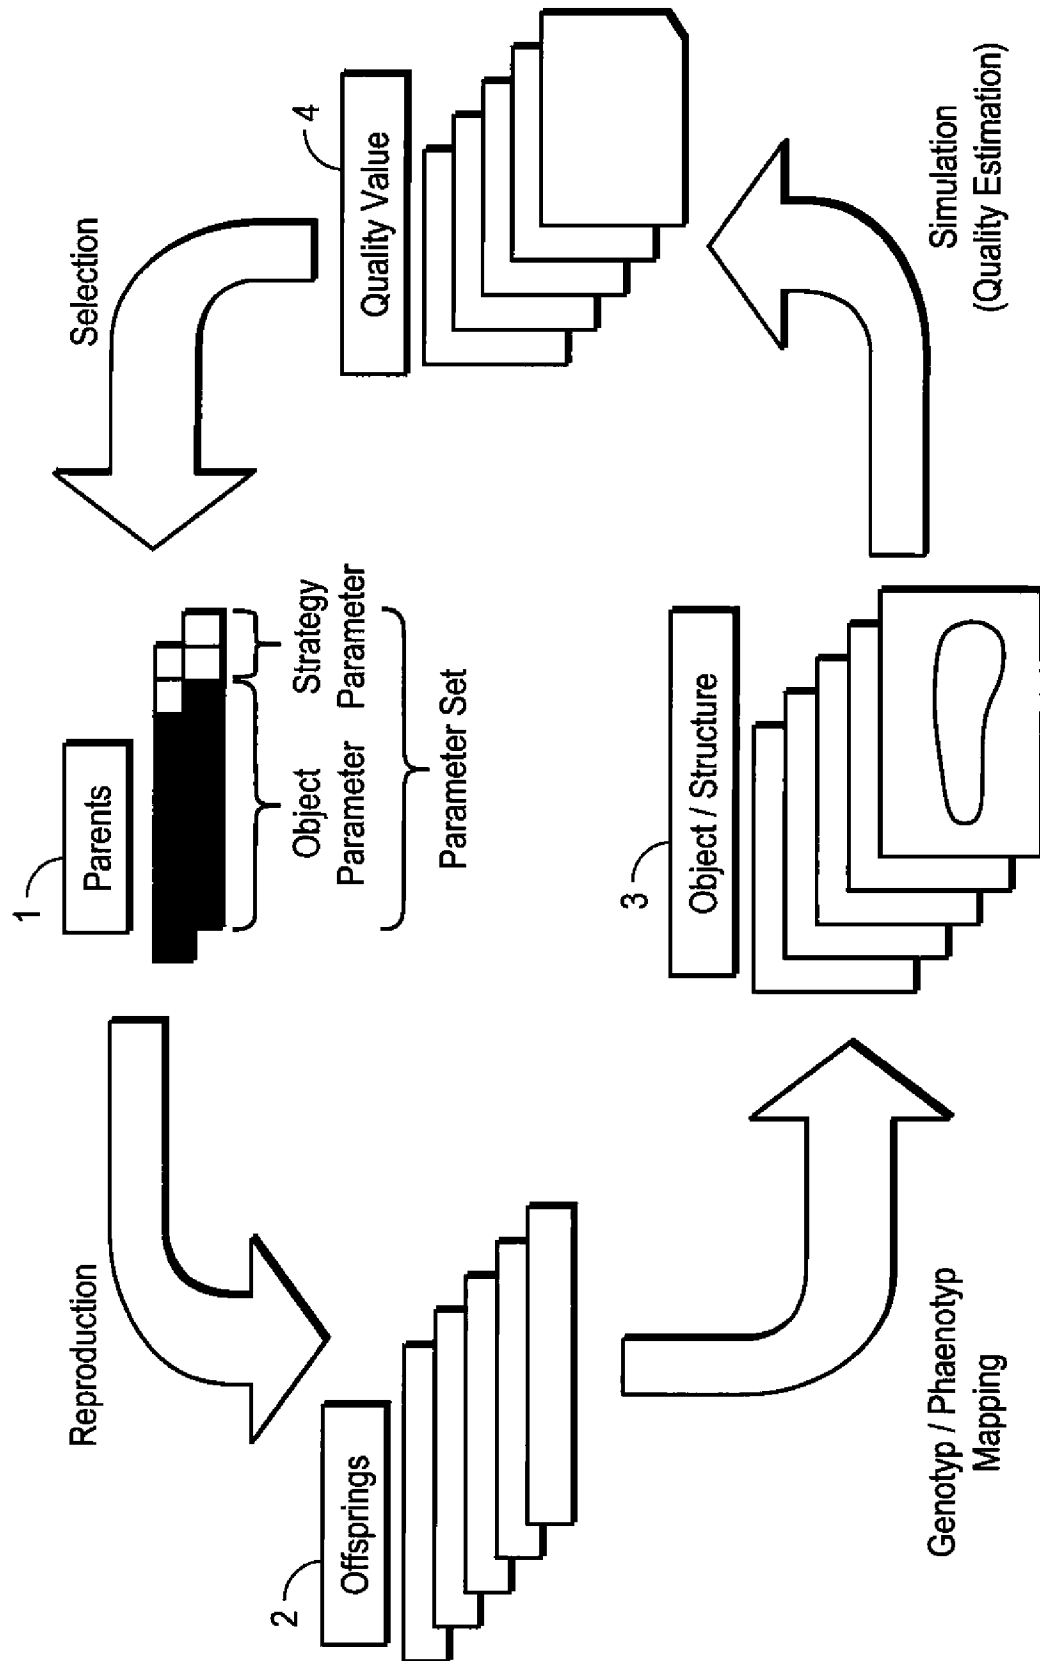 1
Parents
Object
Parameter
Strategy
Parameter
Parameter Set
Reproduction
2
Offsprings
Genotyp / Phaenotyp
Mapping
3
Object / Structure
Simulation
(Quality Estimation)
4
Quality Value
Selection